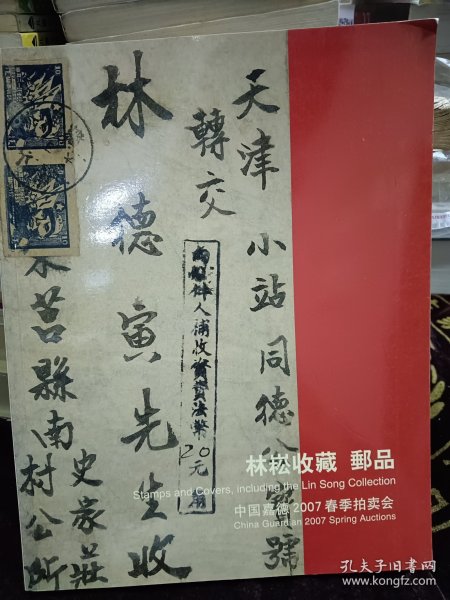 天津小站同德
號
轉交
林德寅先生收
向收件人補收資費法幣
20元
縣南史家莊
村公所
林崧收藏 郵品
Stamps and Covers, including the Lin Song Collection
中国嘉德2007春季拍卖会
China Guardian 2007 Spring Auctions
孔夫子旧书网
www.kongfz.com